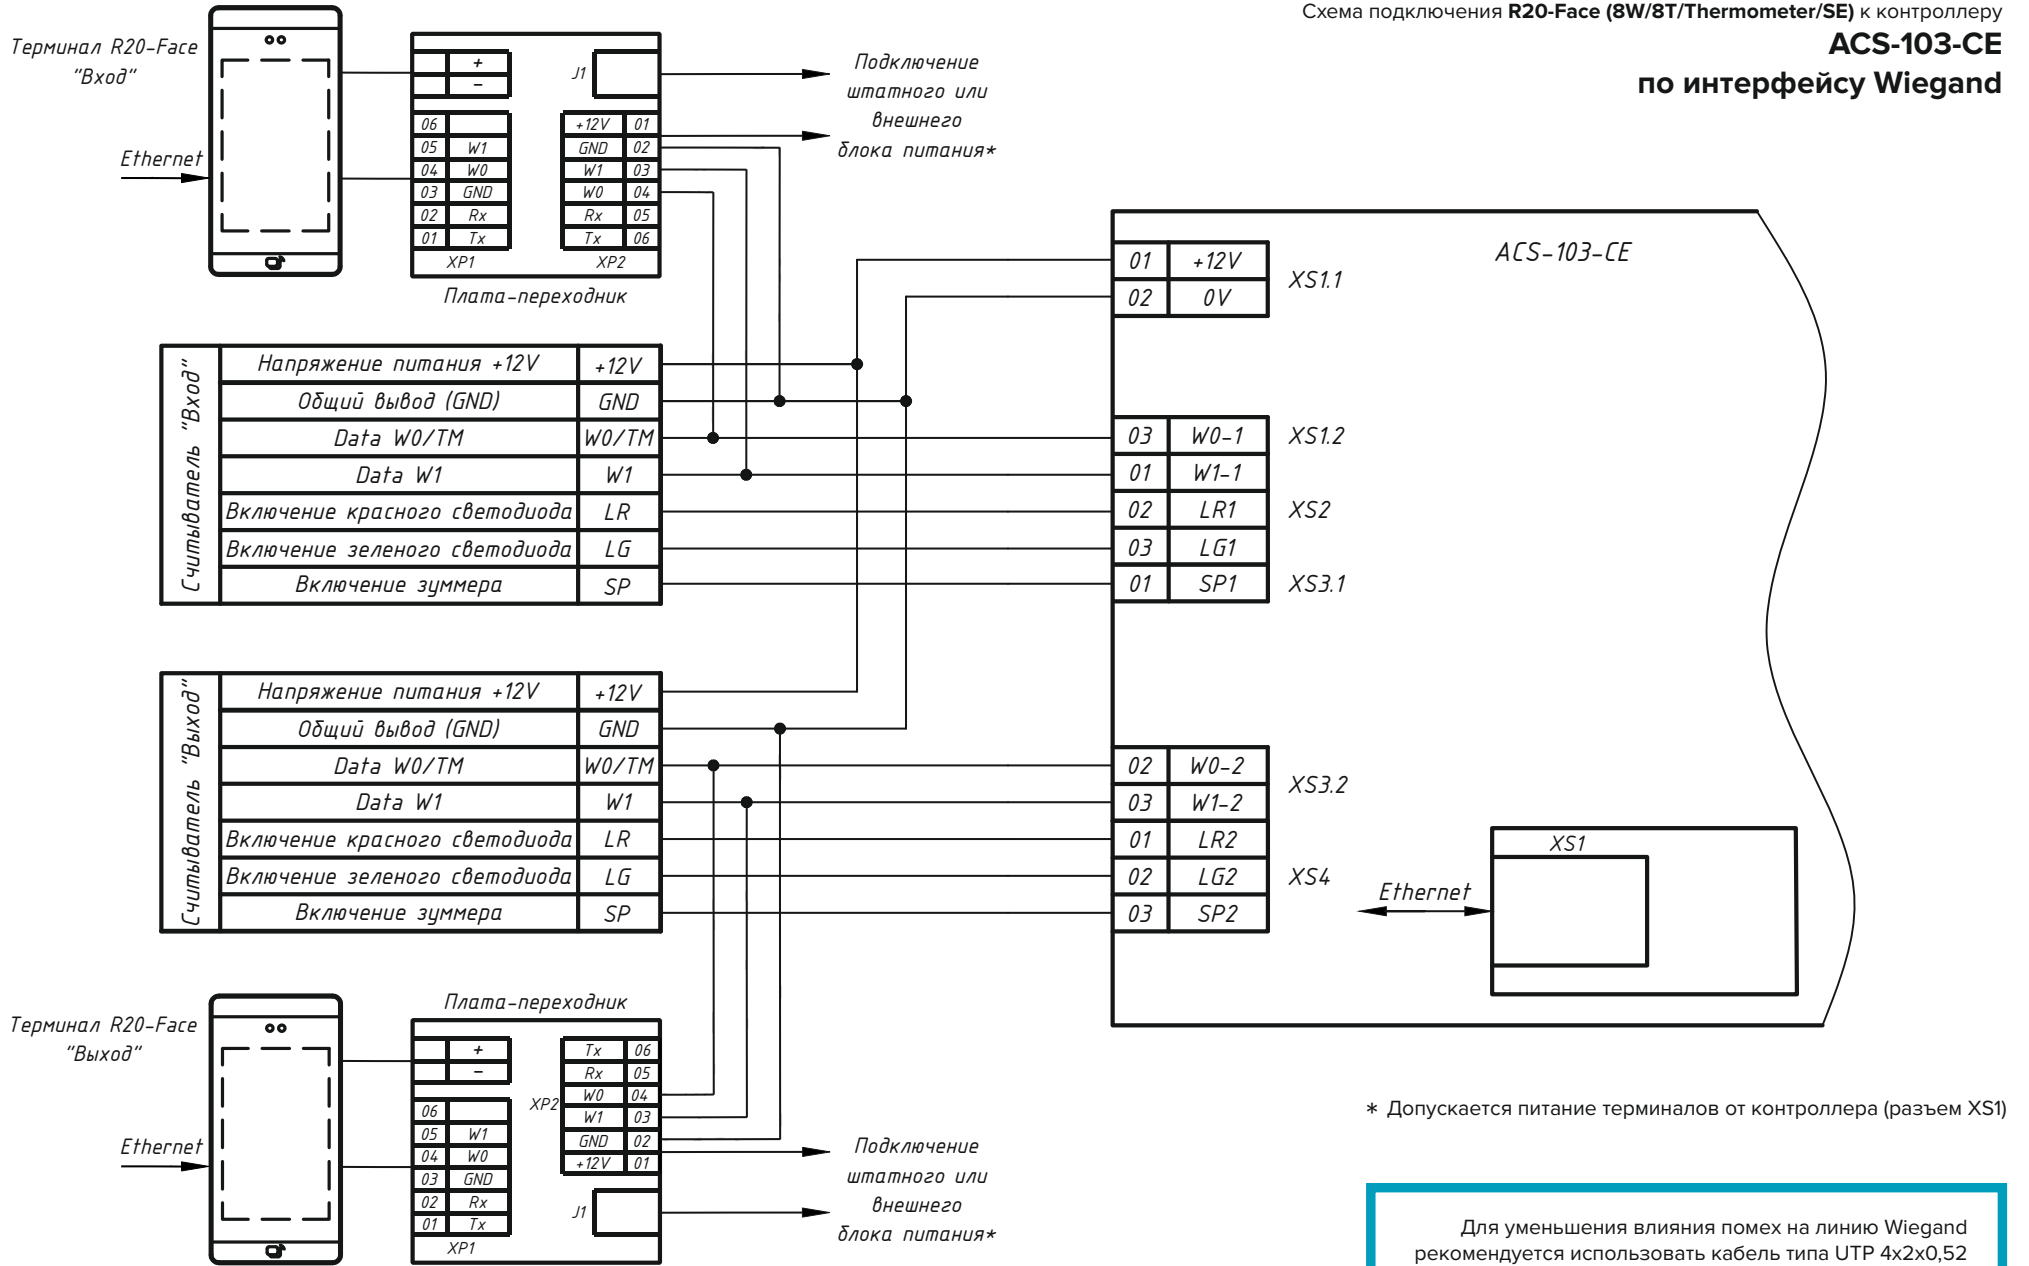 Схема подключения R20-Face (8W/8T/Thermometer/SE) к контроллеру
ACS-103-CE
по интерфейсу Wiegand
Терминал R20-Face
"Вход"
Ethernet
+
-
06
05 W1
04 W0
03 GND
02 Rx
01 Tx
XP1
J1
+12V 01
GND 02
W1 03
W0 04
Rx 05
Tx 06
XP2
Плата-переходник
Подключение
штатного или
внешнего
блока питания*
Считыватель "Вход"
Напряжение питания +12V +12V
Общий вывод (GND) GND
Data W0/TM W0/TM
Data W1 W1
Включение красного светодиода LR
Включение зеленого светодиода LG
Включение зуммера SP
Считыватель "Выход"
Напряжение питания +12V +12V
Общий вывод (GND) GND
Data W0/TM W0/TM
Data W1 W1
Включение красного светодиода LR
Включение зеленого светодиода LG
Включение зуммера SP
ACS-103-CE
01 +12V
02 0V
XS1.1
03 W0-1 XS1.2
01 W1-1
02 LR1 XS2
03 LG1
01 SP1 XS3.1
02 W0-2
03 W1-2
XS3.2
01 LR2
02 LG2 XS4
03 SP2
Ethernet
XS1
Терминал R20-Face
"Выход"
Ethernet
Плата-переходник
+
-
06
05 W1
04 W0
03 GND
02 Rx
01 Tx
XP1
Tx 06
Rx 05
W0 04
W1 03
GND 02
+12V 01
XP2
J1
Подключение
штатного или
внешнего
блока питания*
* Допускается питание терминалов от контроллера (разъем XS1)
Для уменьшения влияния помех на линию Wiegand
рекомендуется использовать кабель типа UTP 4x2x0,52